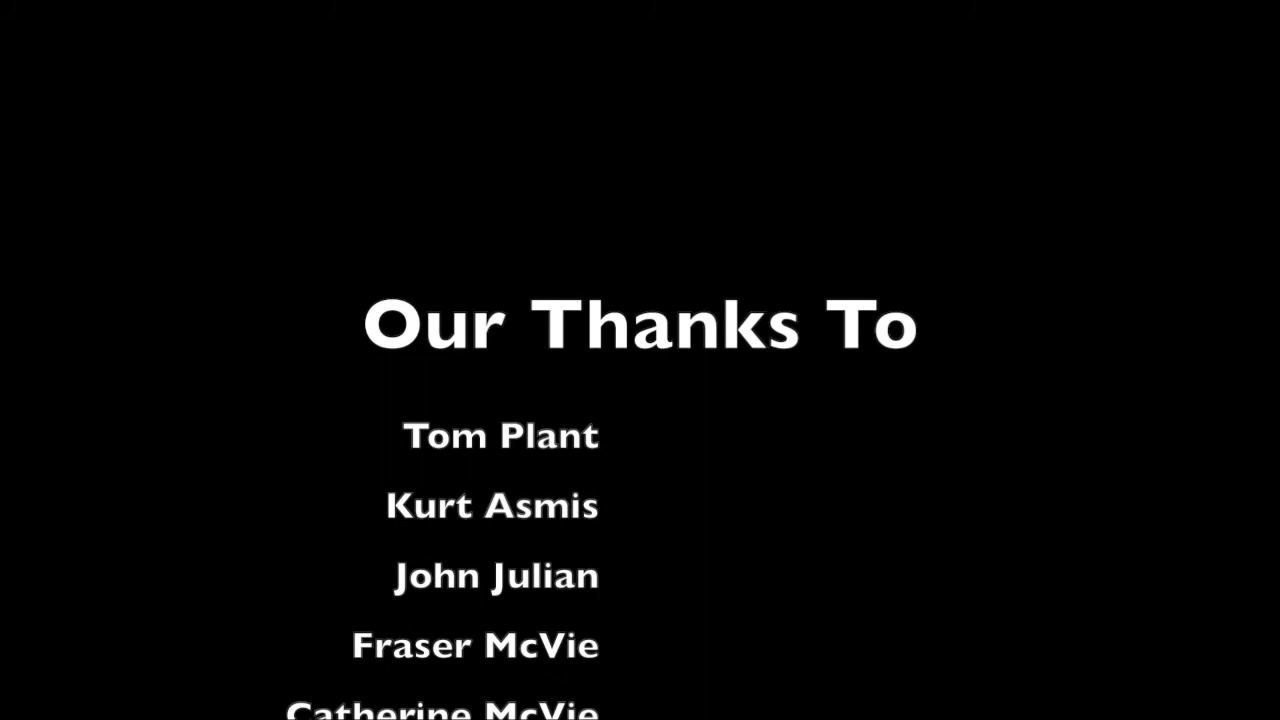 Our Thanks To
Tom Plant
Kurt Asmis
John Julian
Fraser McVie
Catherine McVie